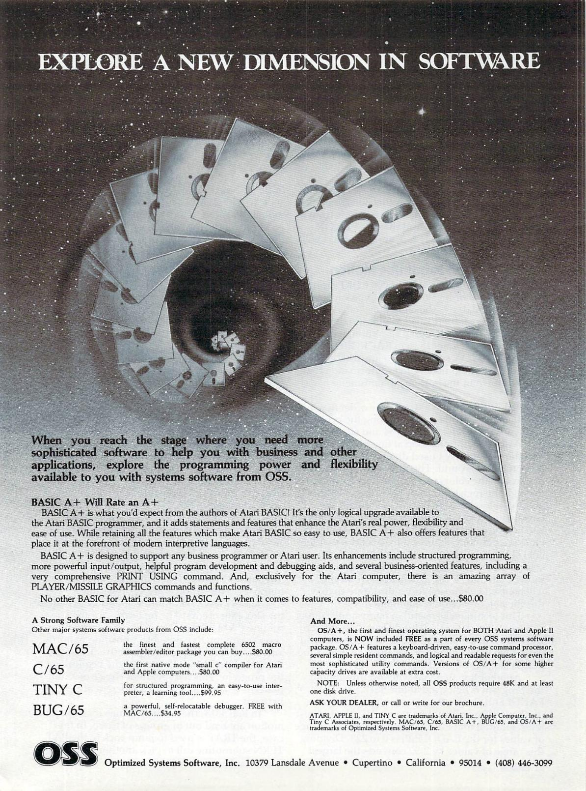 EXPLORE A NEW DIMENSION IN SOFTWARE
When you reach the stage where you need more
sophisticated software to help you with business and other
applications, explore the programming power and flexibility
available to you with systems software from OSS.
BASIC A+ Will Rate an A+
BASIC A+ is what you'd expect from the authors of Atari BASIC! It's the only logical upgrade available to
the Atari BASIC programmer, and it adds statements and features that enhance the Atari's real power, flexibility and
ease of use. While retaining all the features which make Atari BASIC so easy to use, BASIC A+ also offers features that
place it at the forefront of modern interpretive languages.
BASIC A+ is designed to support any business programmer or Atari user. Its enhancements include structured programming,
more powerful input/output, helpful program development and debugging aids, and several business-oriented features, including a
very comprehensive PRINT USING command. And, exclusively for the Atari computer, there is an amazing array of
PLAYER/MISSILE GRAPHICS commands and functions.
No other BASIC for Atari can match BASIC A+ when it comes to features, compatibility, and ease of use...$80.00
A Strong Software Family
Other major systems software products from OSS include:
MAC/65
the finest and fastest complete 6502 macro
assembler/editor package you can buy....$80.00
C/65
the first native mode "small c" compiler for Atari
and Apple computers....$80.00
TINY C
for structured programming, an easy-to-use inter-
preter, a learning tool....$99.95
BUG/65
a powerful, self-relocatable debugger. FREE with
MAC/65....$34.95
And More...
OS/A+, the first and finest operating system for BOTH Atari and Apple II
computers, is NOW included FREE as a part of every OSS systems software
package. OS/A+ features a keyboard-driven, easy-to-use command processor,
several simple resident commands, and logical and readable requests for even the
most sophisticated utility commands. Versions of OS/A+ for some higher
capacity drives are available at extra cost.
NOTE: Unless otherwise noted, all OSS products require 48K and at least
one disk drive.
ASK YOUR DEALER, or call or write for our brochure.
ATARI, APPLE II, and TINY C are trademarks of Atari, Inc., Apple Computer, Inc., and
Tiny C Associates, respectively. MAC/65, C/65, BASIC A+, BUG/65, and OS/A+ are
trademarks of Optimized Systems Software, Inc.
OSS Optimized Systems Software, Inc. 10379 Lansdale Avenue • Cupertino • California • 95014 • (408) 446-3099